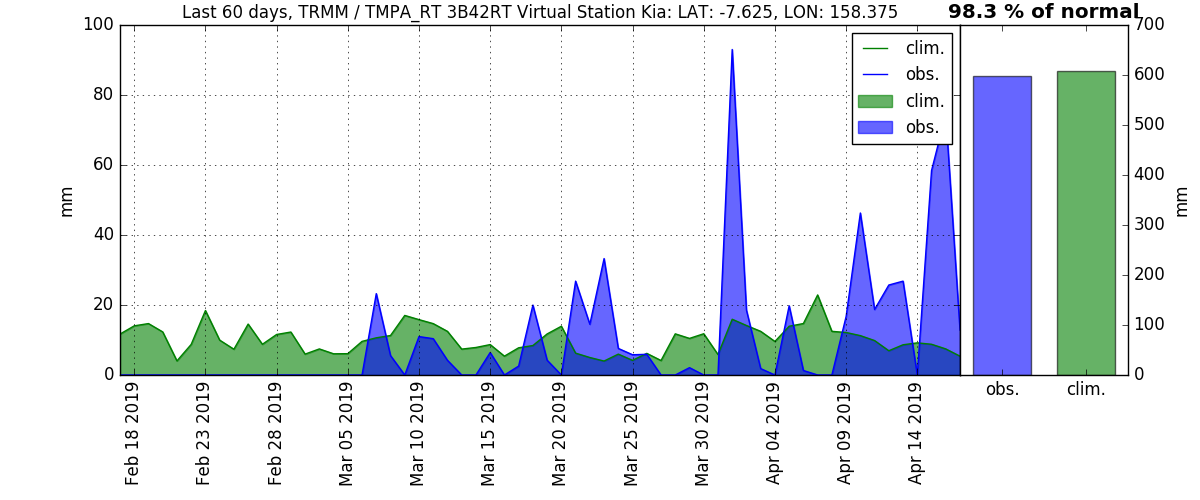 Last 60 days, TRMM / TMPA_RT 3B42RT Virtual Station Kia: LAT: -7.625, LON: 158.375
98.3 % of normal
100
80
60
40
20
0
mm
clim.
obs.
clim.
obs.
700
600
500
400
300
200
100
0
mm
Feb 18 2019
Feb 23 2019
Feb 28 2019
Mar 05 2019
Mar 10 2019
Mar 15 2019
Mar 20 2019
Mar 25 2019
Mar 30 2019
Apr 04 2019
Apr 09 2019
Apr 14 2019
obs.
clim.